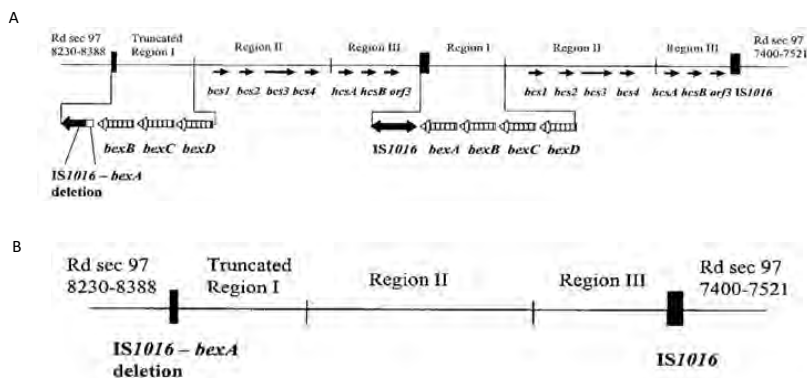 A
Rd sec 97
8230-8388
Truncated
Region I
Region II
Region III
Region I
Region II
Region III
Rd sec 97
7400-7521
bcs1 bcs2 bcs3 bcs4 hcsA hcsB orf3
bcs1 bcs2 bcs3 bcs4 hcsA hcsB orf3 IS1016
bexB bexC bexD
IS1016 bexA bexB bexC bexD
IS1016 – bexA
deletion
B
Rd sec 97
8230-8388
Truncated
Region I
Region II
Region III
Rd sec 97
7400-7521
IS1016 – bexA
deletion
IS1016